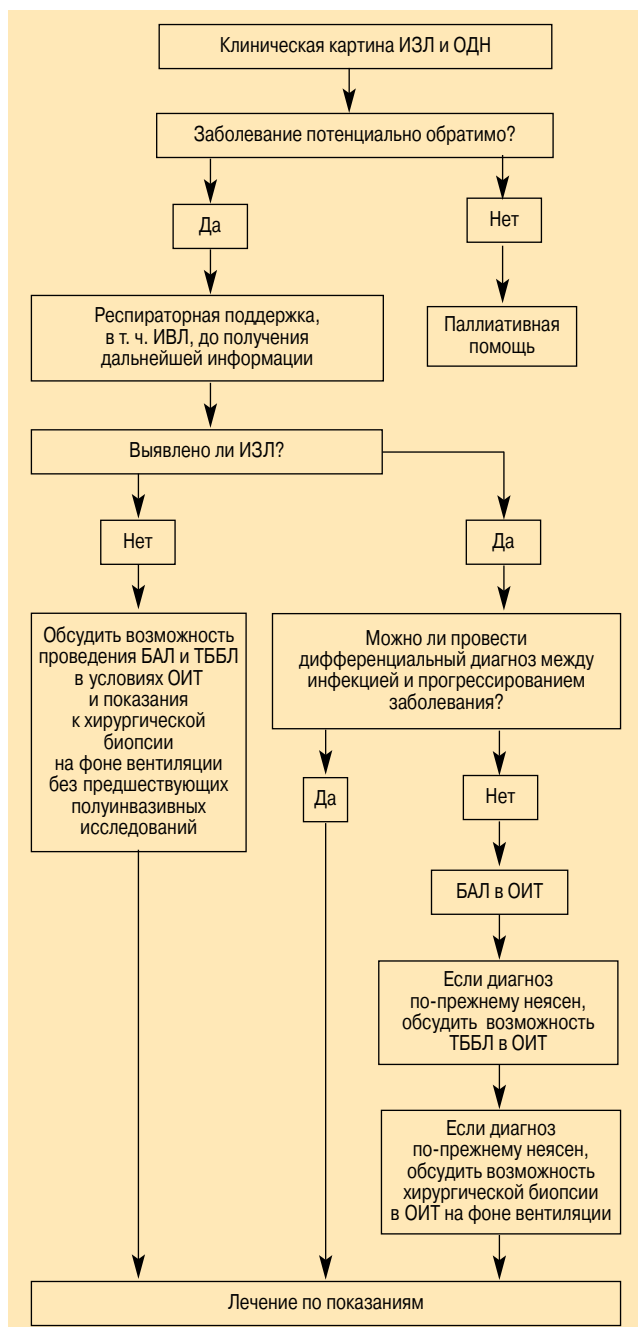 Клиническая картина ИЗЛ и ОДН
Заболевание потенциально обратимо?
Да
Нет
Респираторная поддержка,
в т. ч. ИВЛ, до получения
дальнейшей информации
Паллиативная
помощь
Выявлено ли ИЗЛ?
Нет
Да
Обсудить возможность
проведения БАЛ и ТББЛ
в условиях ОИТ
и показания
к хирургической
биопсии
на фоне вентиляции
без предшествующих
полуинвазивных
исследований
Можно ли провести
дифференциальный диагноз между
инфекцией и прогрессированием
заболевания?
Да
Нет
БАЛ в ОИТ
Если диагноз
по-прежнему неясен,
обсудить возможность
ТББЛ в ОИТ
Если диагноз
по-прежнему неясен,
обсудить возможность
хирургической биопсии
в ОИТ на фоне вентиляции
Лечение по показаниям